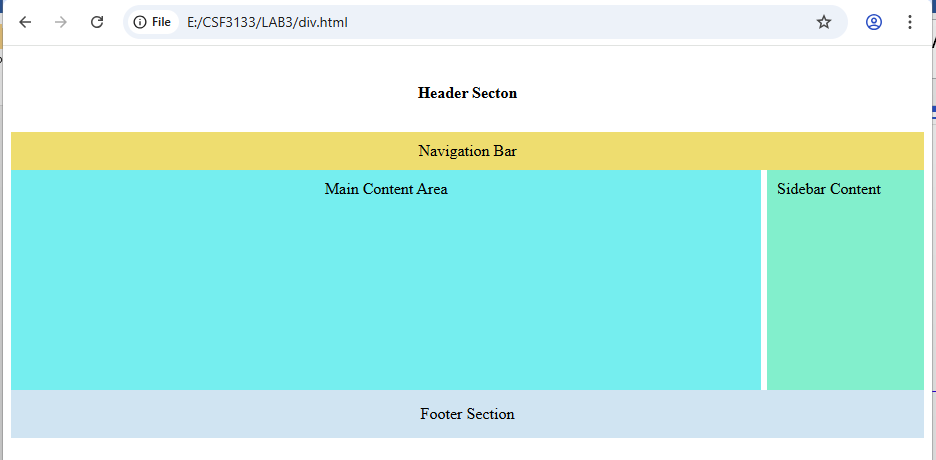 File E:/CSF3133/LAB3/div.html
Header Secton
Navigation Bar
Main Content Area Sidebar Content
Footer Section